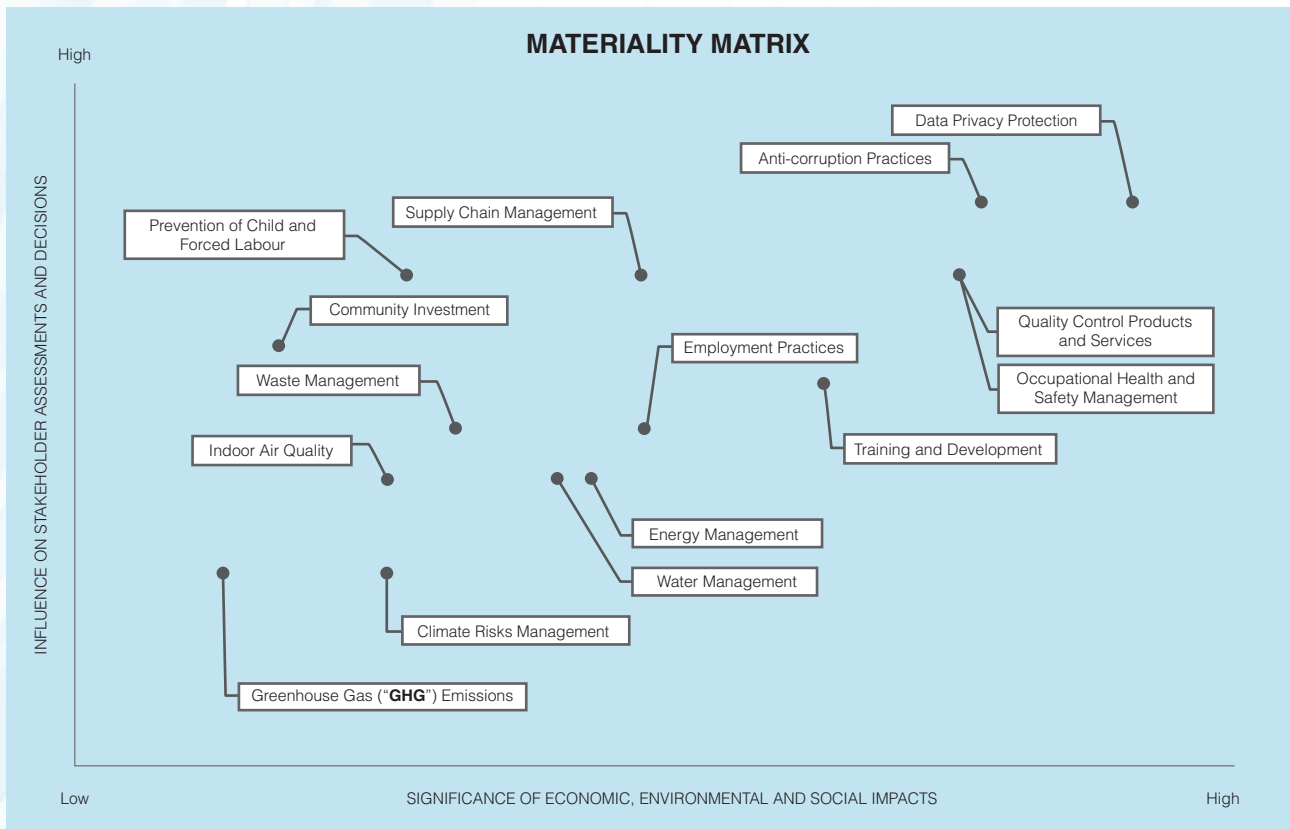 MATERIALITY MATRIX
High
Data Privacy Protection
Anti-corruption Practices
Supply Chain Management
Prevention of Child and
Forced Labour
Community Investment
Quality Control Products
and Services
Employment Practices
Waste Management
Occupational Health and
Safety Management
Indoor Air Quality
Training and Development
Energy Management
Water Management
Climate Risks Management
Greenhouse Gas (“GHG”) Emissions
INFLUENCE ON STAKEHOLDER ASSESSMENTS AND DECISIONS
Low
SIGNIFICANCE OF ECONOMIC, ENVIRONMENTAL AND SOCIAL IMPACTS
High